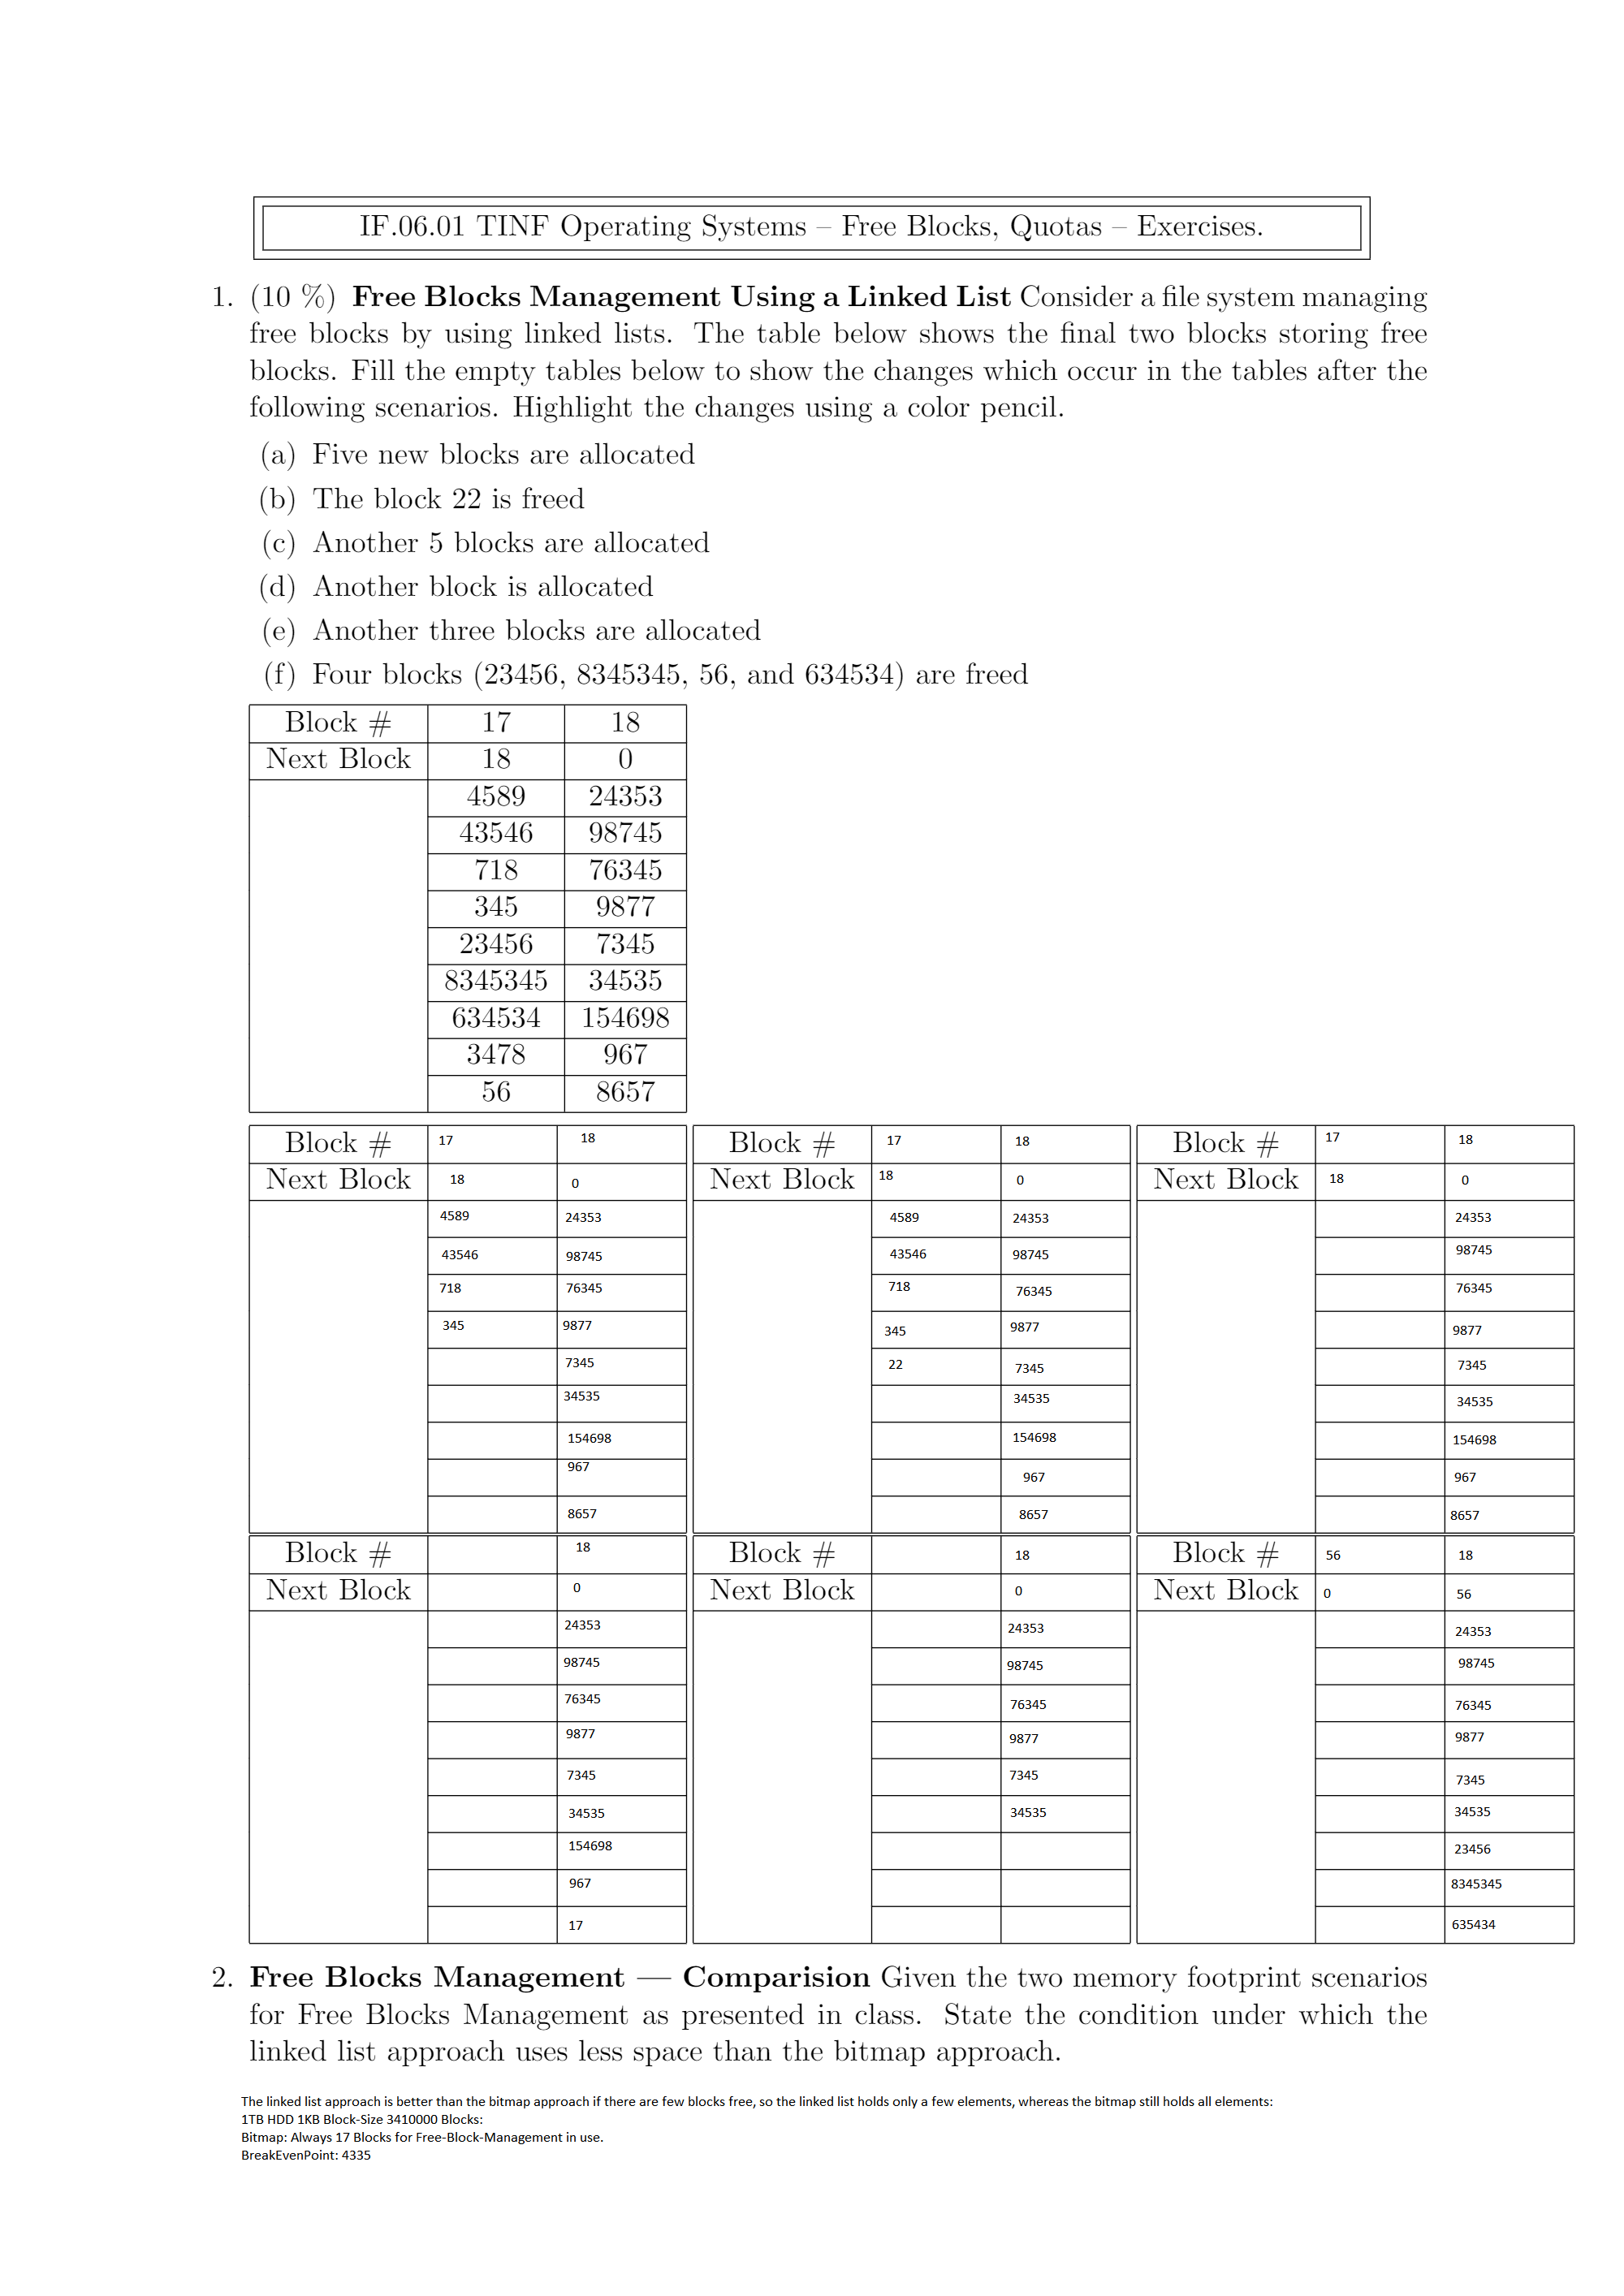 IF.06.01 TINF Operating Systems – Free Blocks, Quotas – Exercises.
1. (10 %) Free Blocks Management Using a Linked List Consider a file system managing
free blocks by using linked lists. The table below shows the final two blocks storing free
blocks. Fill the empty tables below to show the changes which occur in the tables after the
following scenarios. Highlight the changes using a color pencil.
(a) Five new blocks are allocated
(b) The block 22 is freed
(c) Another 5 blocks are allocated
(d) Another block is allocated
(e) Another three blocks are allocated
(f) Four blocks (23456, 8345345, 56, and 634534) are freed
Block # 17 18
Next Block 18 0
4589 24353
43546 98745
718 76345
345 9877
23456 7345
8345345 34535
634534 154698
3478 967
56 8657
Block # 17 18 Block # 17 18 Block # 17 18
Next Block 18 0 Next Block 18 0 Next Block 18 0
4589 24353 4589 24353 24353
43546 98745 43546 98745 98745
718 76345 718 76345 76345
345 9877 345 9877 9877
7345 22 7345 7345
34535 34535 34535
154698 154698 154698
967 967 967
8657 8657 8657
Block # 18 Block # 18 Block # 56 18
Next Block 0 Next Block 0 Next Block 0 56
24353 24353 24353
98745 98745 98745
76345 76345 76345
9877 9877 9877
7345 7345 7345
34535 34535 34535
154698 23456
967 8345345
17 635434
2. Free Blocks Management — Comparision Given the two memory footprint scenarios
for Free Blocks Management as presented in class. State the condition under which the
linked list approach uses less space than the bitmap approach.
The linked list approach is better than the bitmap approach if there are few blocks free, so the linked list holds only a few elements, whereas the bitmap still holds all elements:
1TB HDD 1KB Block-Size 3410000 Blocks:
Bitmap: Always 17 Blocks for Free-Block-Management in use.
BreakEvenPoint: 4335